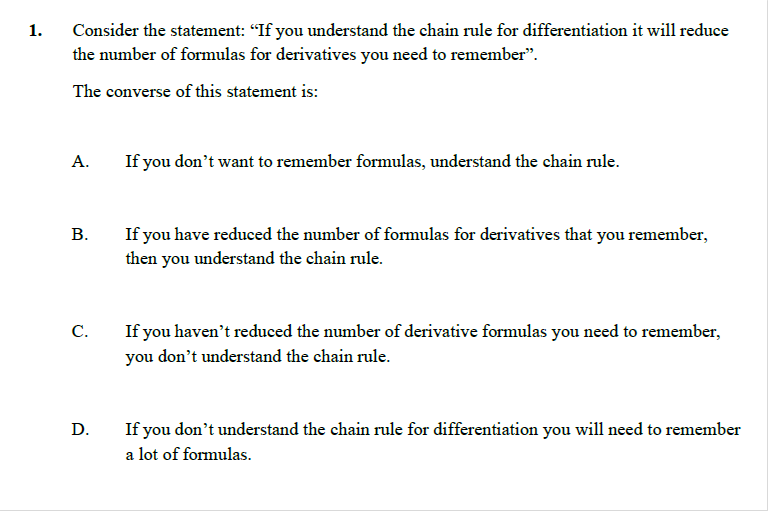 1. Consider the statement: “If you understand the chain rule for differentiation it will reduce
the number of formulas for derivatives you need to remember”.
The converse of this statement is:
A. If you don’t want to remember formulas, understand the chain rule.
B. If you have reduced the number of formulas for derivatives that you remember,
then you understand the chain rule.
C. If you haven’t reduced the number of derivative formulas you need to remember,
you don’t understand the chain rule.
D. If you don’t understand the chain rule for differentiation you will need to remember
a lot of formulas.